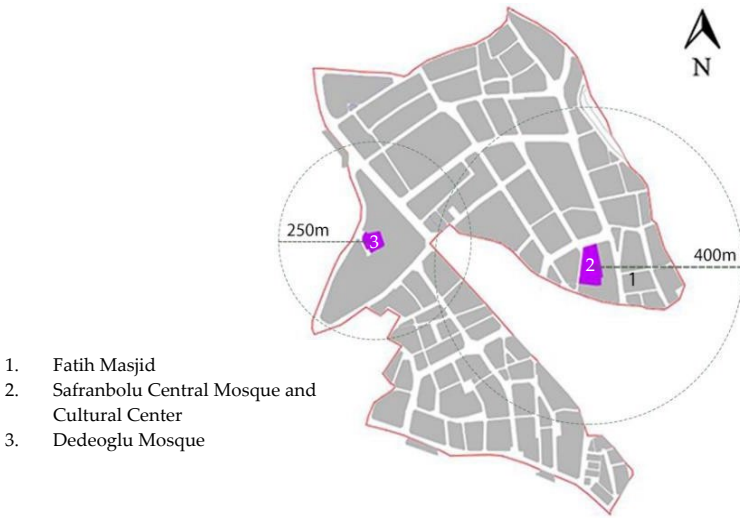 N
250m
3
2
1
400m
1. Fatih Masjid
2. Safranbolu Central Mosque and
Cultural Center
3. Dedeoglu Mosque